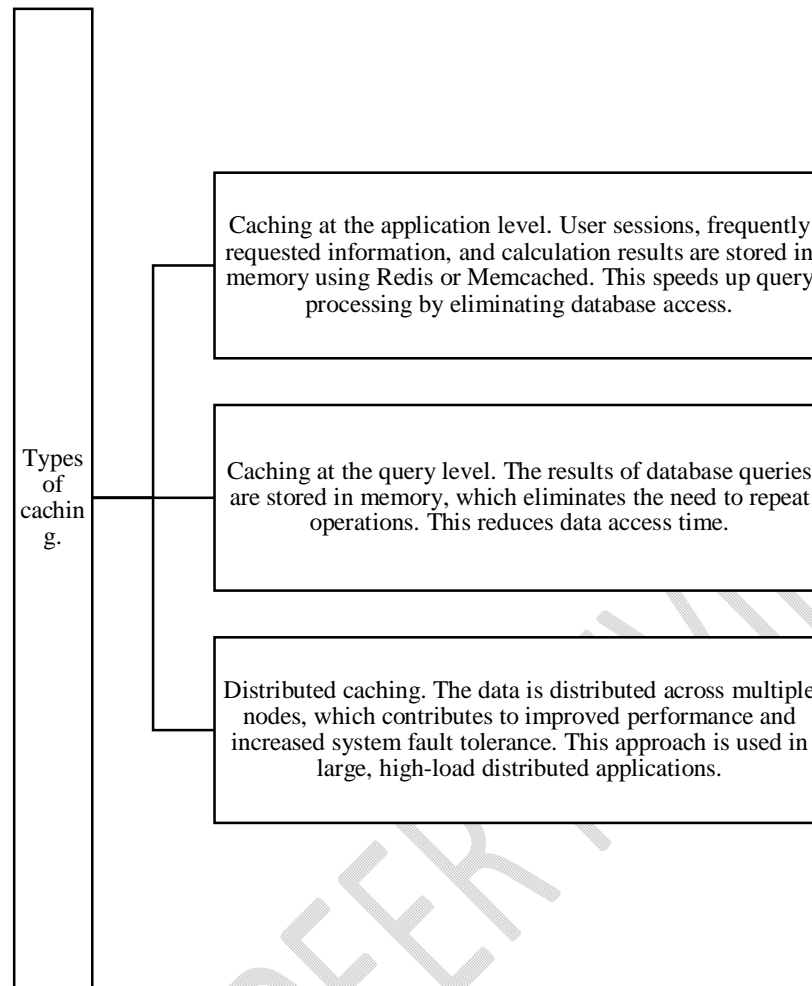 Types
of
cachin
g.
Caching at the application level. User sessions, frequently
requested information, and calculation results are stored in
memory using Redis or Memcached. This speeds up query
processing by eliminating database access.
Caching at the query level. The results of database queries
are stored in memory, which eliminates the need to repeat
operations. This reduces data access time.
Distributed caching. The data is distributed across multiple
nodes, which contributes to improved performance and
increased system fault tolerance. This approach is used in
large, high-load distributed applications.